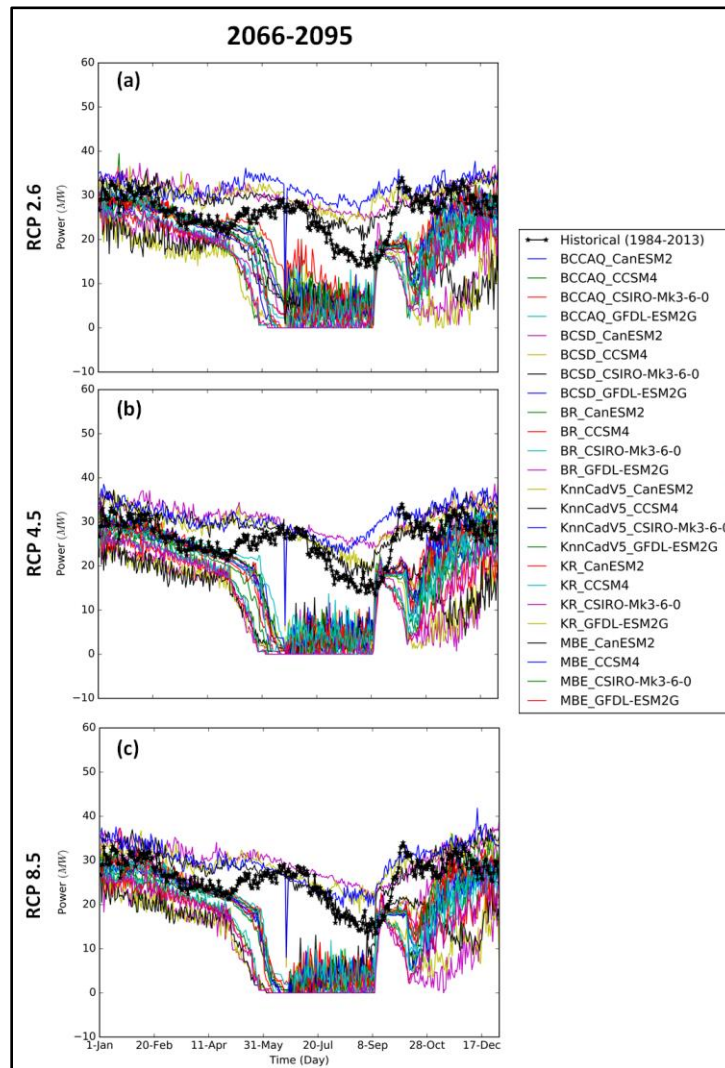 2066-2095
(a)
60
50
40
30
20
10
0
−10
RCP 2.6
Power (MW)
(b)
60
50
40
30
20
10
0
−10
RCP 4.5
Power (MW)
(c)
60
50
40
30
20
10
0
−10
RCP 8.5
Power (MW)
1-Jan 20-Feb 11-Apr 31-May 20-Jul 8-Sep 28-Oct 17-Dec
Time (Day)
Historical (1984-2013)
BCCAQ_CanESM2
BCCAQ_CCSM4
BCCAQ_CSIRO-Mk3-6-0
BCCAQ_GFDL-ESM2G
BCSD_CanESM2
BCSD_CCSM4
BCSD_CSIRO-Mk3-6-0
BCSD_GFDL-ESM2G
BR_CanESM2
BR_CCSM4
BR_CSIRO-Mk3-6-0
BR_GFDL-ESM2G
KnnCadV5_CanESM2
KnnCadV5_CCSM4
KnnCadV5_CSIRO-Mk3-6-0
KnnCadV5_GFDL-ESM2G
KR_CanESM2
KR_CCSM4
KR_CSIRO-Mk3-6-0
KR_GFDL-ESM2G
MBE_CanESM2
MBE_CCSM4
MBE_CSIRO-Mk3-6-0
MBE_GFDL-ESM2G